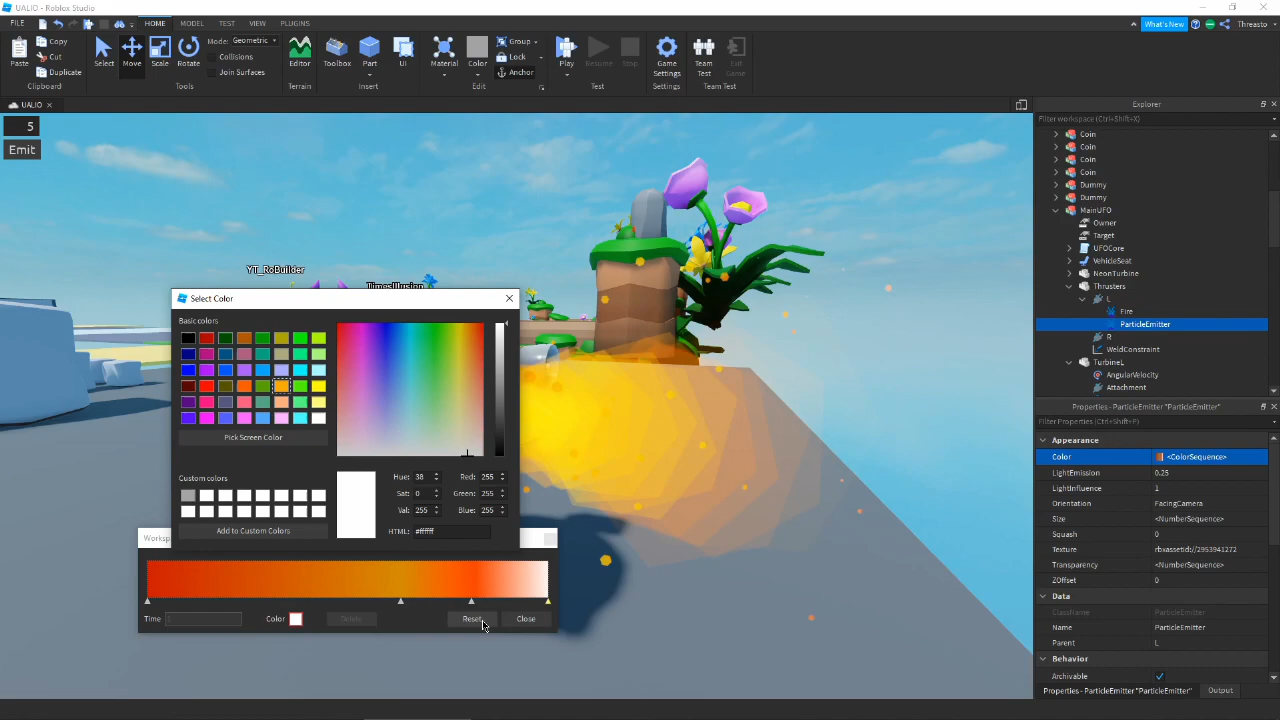 UALIO - Roblox Studio
FILE HOME MODEL TEST VIEW PLUGINS What's New Threasto
Paste Copy Cut Duplicate Clipboard
Select Move Scale Rotate Mode: Geometric Collisions Join Surfaces Tools
Editor Terrain
Toolbox Part UI Insert
Material Color Group Lock Anchor Edit
Play Resume Stop Test
Game Settings Settings
Team Test Exit Game Team Test
UALIO
5
Emit
YT_RoBuilder
TimesIllusion
Select Color
Basic colors
Pick Screen Color
Custom colors
Add to Custom Colors
Hue: 38 Red: 255
Sat: 0 Green: 255
Val: 255 Blue: 255
HTML: #ffffff
Worksp
Time 1 Color Delete Reset Close
Explorer
Filter workspace (Ctrl+Shift+X)
Coin
Coin
Coin
Coin
Dummy
Dummy
MainUFO
Owner
Target
UFOCore
VehicleSeat
NeonTurbine
Thrusters
L
Fire
ParticleEmitter
R
WeldConstraint
TurbineL
AngularVelocity
Attachment
Properties - ParticleEmitter "ParticleEmitter"
Filter Properties (Ctrl+Shift+P)
Appearance
Color <ColorSequence>
LightEmission 0.25
LightInfluence 1
Orientation FacingCamera
Size <NumberSequence>
Squash 0
Texture rbxassetid://2953941272
Transparency <NumberSequence>
ZOffset 0
Data
ClassName ParticleEmitter
Name ParticleEmitter
Parent L
Behavior
Archivable
Properties - ParticleEmitter "ParticleEmitter" Output